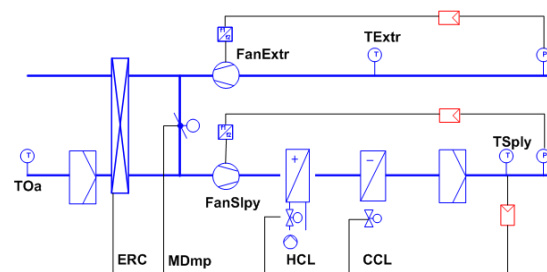 TExtr
FanExtr
T
P
TSply
T
T
P
TOa
FanSlpy
+
−
ERC
MDmp
HCL
CCL